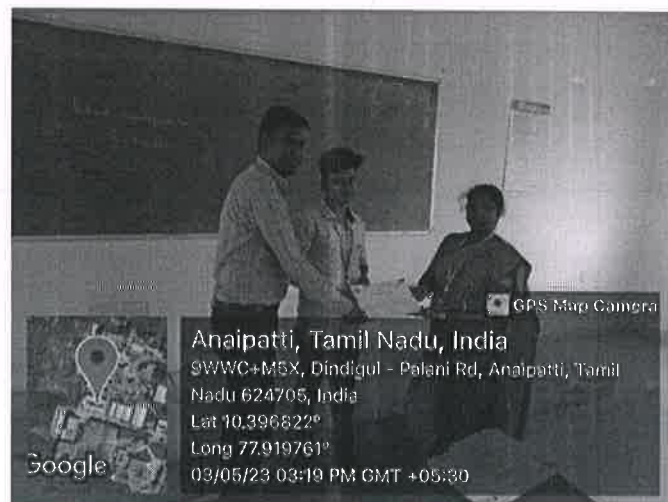 GPS Map Camera
Anaipatti, Tamil Nadu, India
9WWC+M5X, Dindigul - Palani Rd, Anaipatti, Tamil
Nadu 624705, India
Lat 10.396822°
Long 77.919761°
03/05/23 03:19 PM GMT +05:30
Google